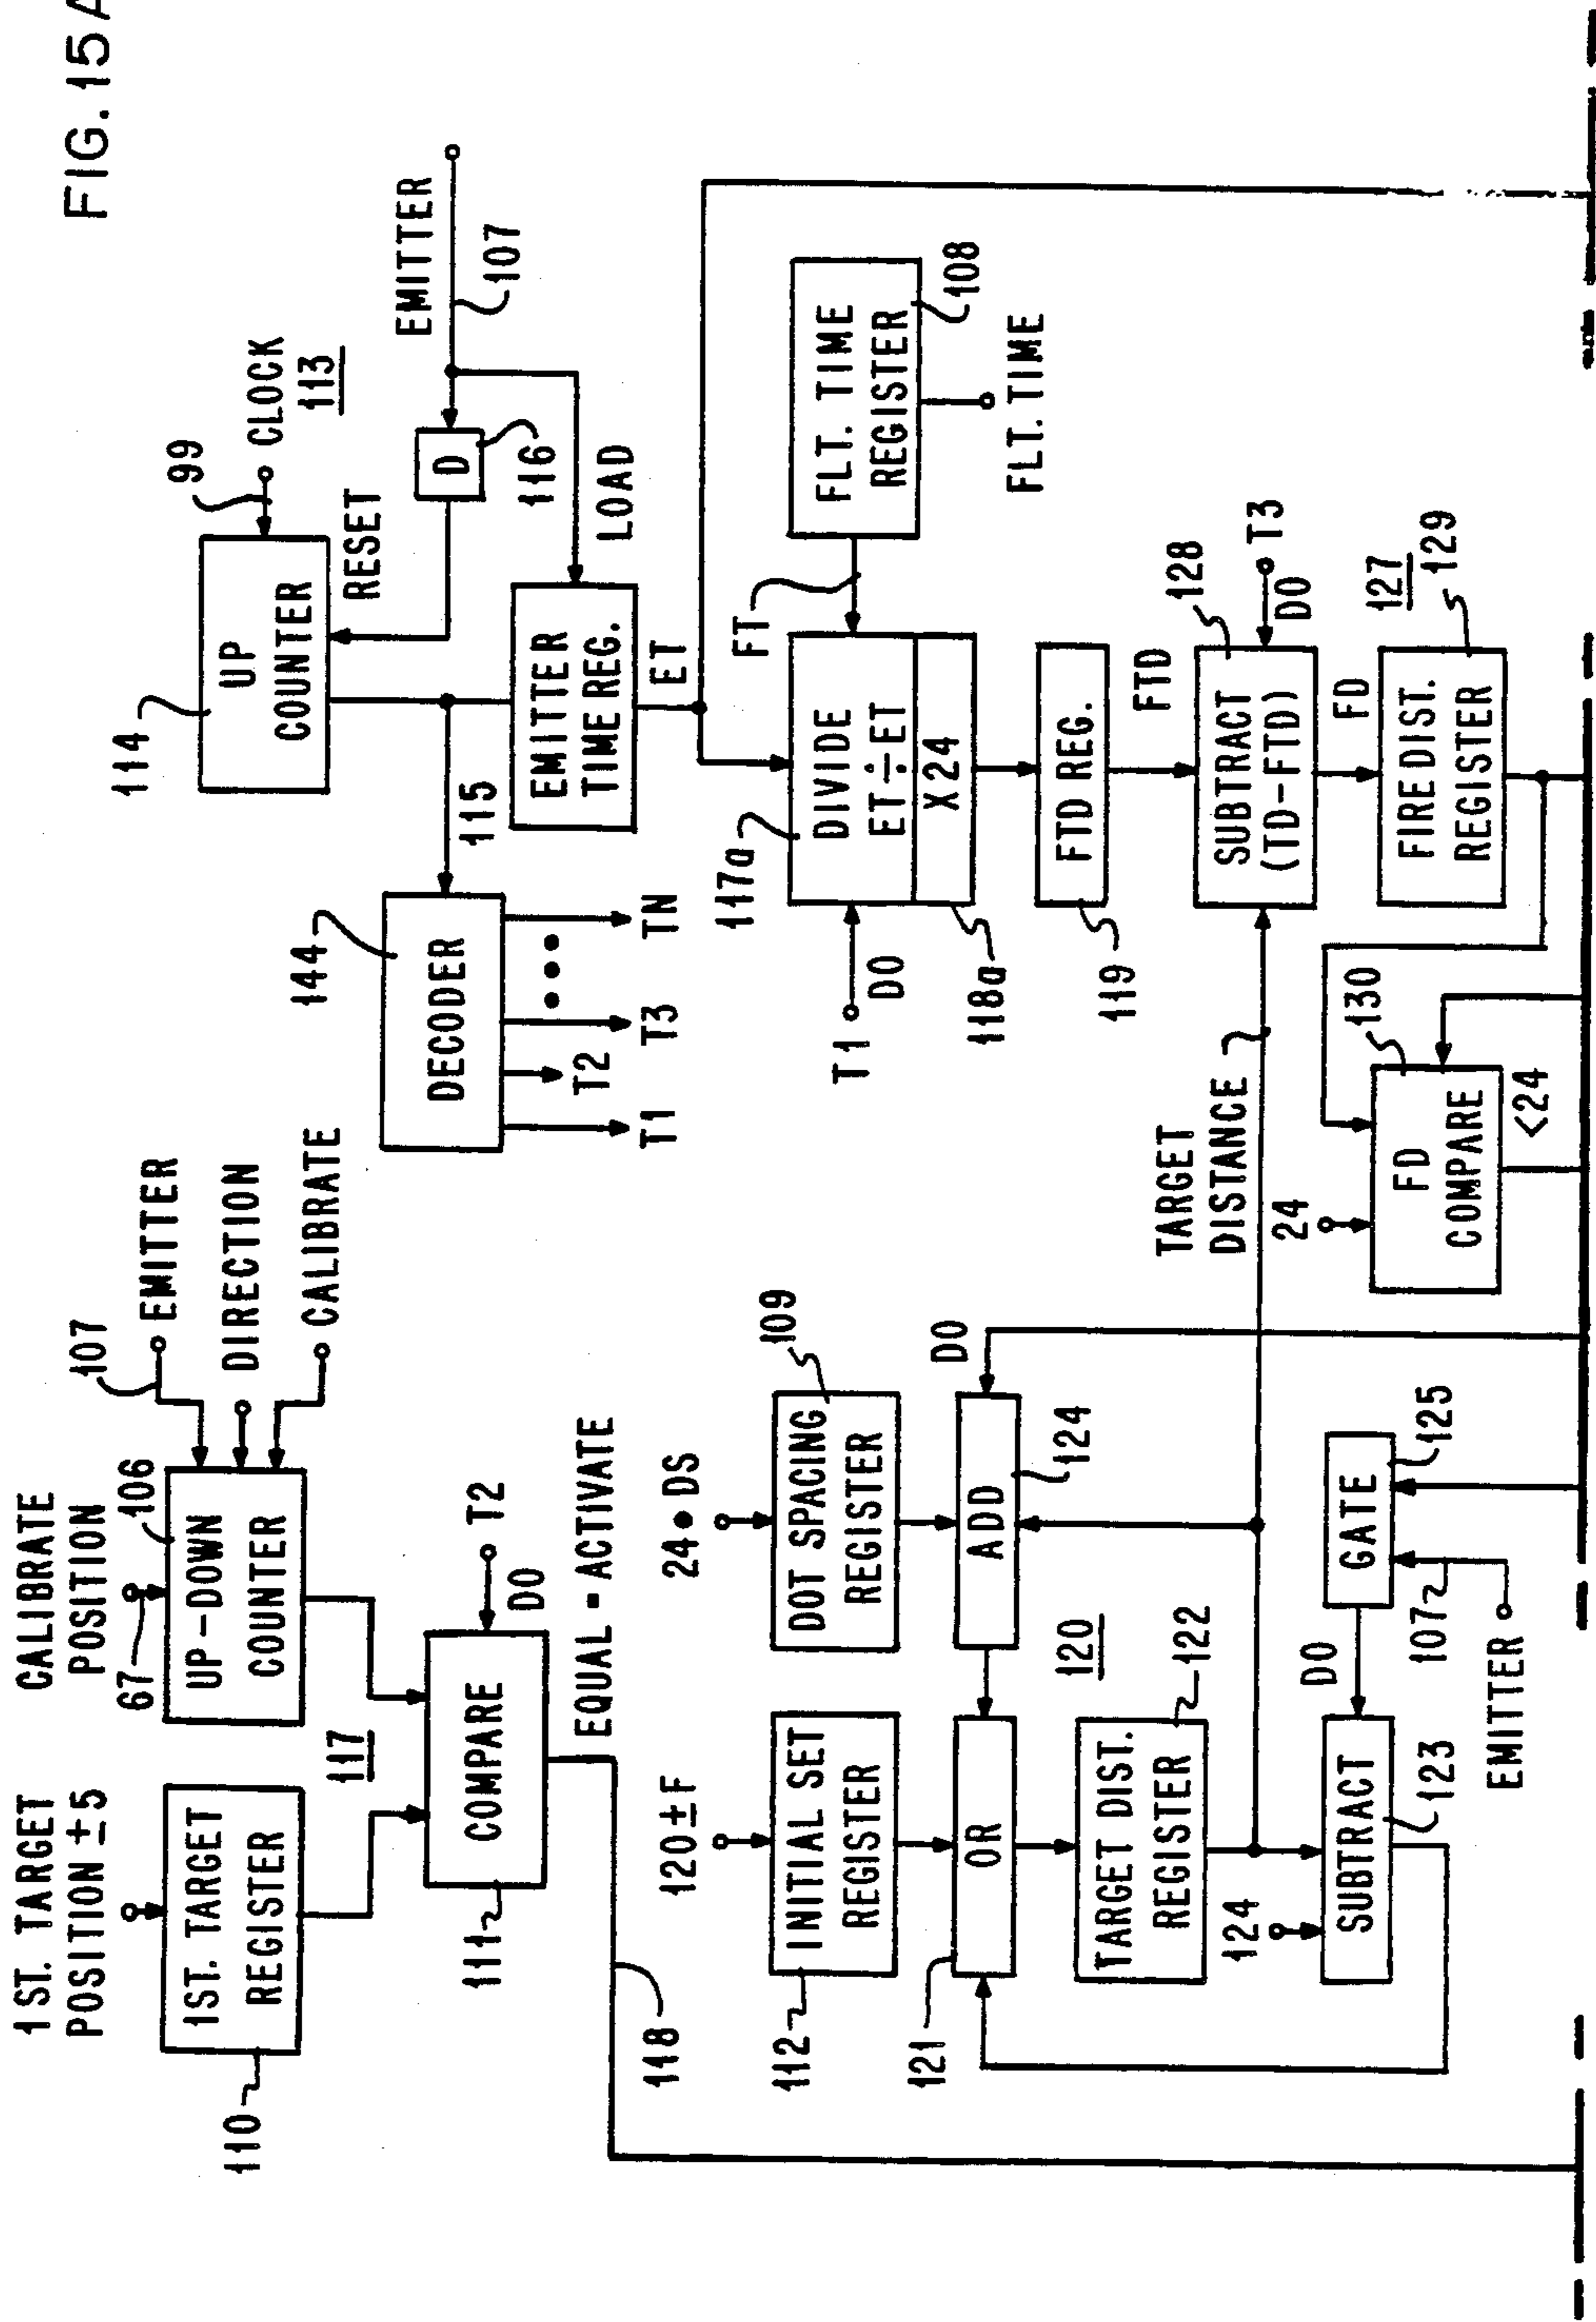 FIG. 15A
1ST. TARGET
POSITION ±5
CALIBRATE
POSITION
67
106
107
EMITTER
DIRECTION
CALIBRATE
1ST. TARGET
REGISTER
110
UP-DOWN
COUNTER
117
COMPARE
111
T2
DO
EQUAL = ACTIVATE
118
114
UP
COUNTER
99
CLOCK
113
RESET
EMITTER
107
D
116
LOAD
115
144
DECODER
T1
T2
T3
TN
EMITTER
TIME REG.
ET
FT
117a
DIVIDE
ET÷ET
X24
118a
T1
DO
FLT. TIME
REGISTER
108
FLT. TIME
FTD REG.
119
FTD
128
SUBTRACT
(TD-FTD)
T3
DO
127
FD
FIRE DIST.
REGISTER
129
120±F
INITIAL SET
REGISTER
112
24•DS
DOT SPACING
REGISTER
109
DO
ADD
124
OR
121
120
TARGET DIST.
REGISTER
122
TARGET
DISTANCE
124
SUBTRACT
123
DO
GATE
125
107
EMITTER
24
130
FD
COMPARE
<24